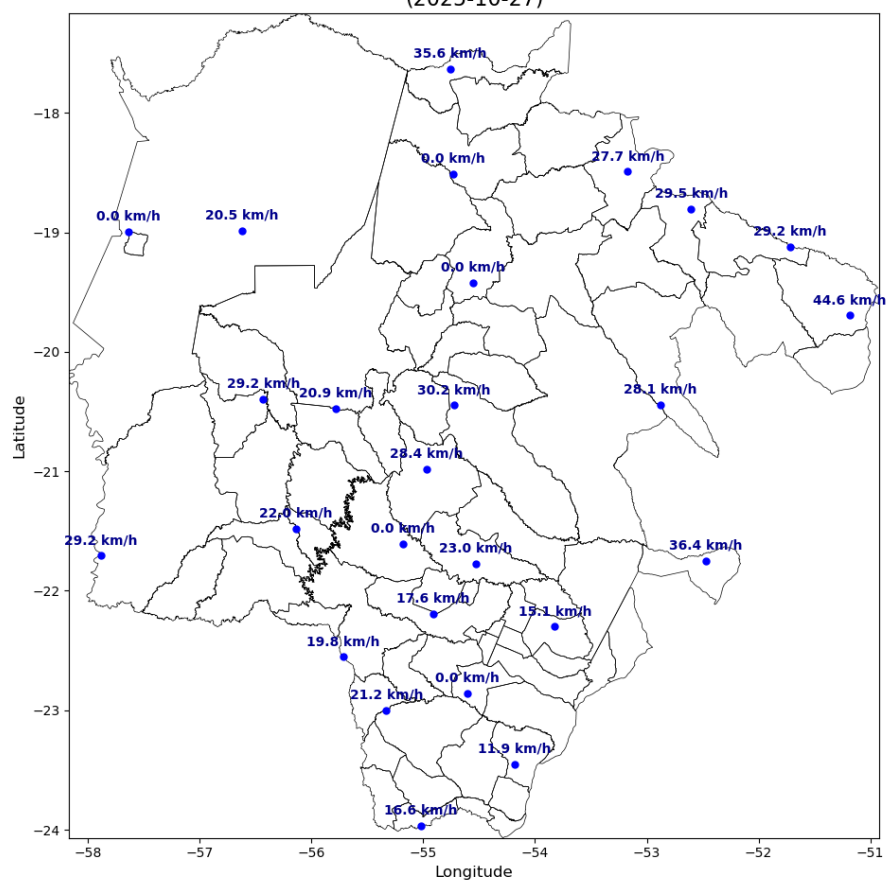 (2025-10-27)
35.6 km/h
0.0 km/h
27.7 km/h
29.5 km/h
0.0 km/h
20.5 km/h
29.2 km/h
0.0 km/h
44.6 km/h
29.2 km/h
20.9 km/h
30.2 km/h
28.1 km/h
28.4 km/h
22.0 km/h
0.0 km/h
29.2 km/h
23.0 km/h
36.4 km/h
17.6 km/h
15.1 km/h
19.8 km/h
0.0 km/h
21.2 km/h
11.9 km/h
16.6 km/h
−18
−19
−20
−21
−22
−23
−24
Latitude
−58 −57 −56 −55 −54 −53 −52 −51
Longitude